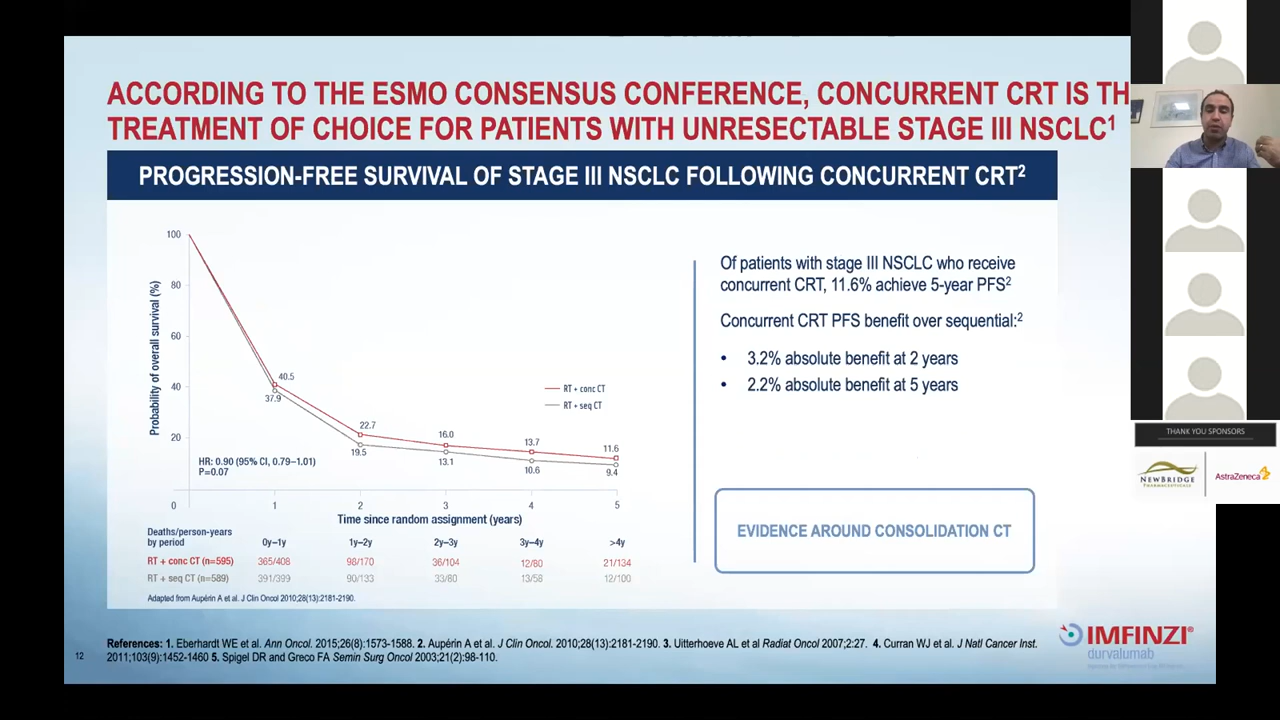 ACCORDING TO THE ESMO CONSENSUS CONFERENCE, CONCURRENT CRT IS TH
TREATMENT OF CHOICE FOR PATIENTS WITH UNRESECTABLE STAGE III NSCLC1
PROGRESSION-FREE SURVIVAL OF STAGE III NSCLC FOLLOWING CONCURRENT CRT2
Probability of overall survival (%)
100
80
60
40
20
0
40.5
37.9
22.7
19.5
16.0
13.1
13.7
10.6
11.6
9.4
RT + conc CT
RT + seq CT
HR: 0.90 (95% CI, 0.79–1.01)
P=0.07
1 2 3 4 5
Time since random assignment (years)
Deaths/person-years
by period 0y–1y 1y–2y 2y–3y 3y–4y >4y
RT + conc CT (n=595) 365/408 98/170 36/104 12/80 21/134
RT + seq CT (n=589) 391/399 90/133 33/80 13/58 12/100
Adapted from Aupérin A et al. J Clin Oncol 2010;28(13):2181-2190.
Of patients with stage III NSCLC who receive
concurrent CRT, 11.6% achieve 5-year PFS2
Concurrent CRT PFS benefit over sequential:2
• 3.2% absolute benefit at 2 years
• 2.2% absolute benefit at 5 years
EVIDENCE AROUND CONSOLIDATION CT
THANK YOU SPONSORS
NEWBRIDGE
PHARMACEUTICALS
AstraZeneca
References: 1. Eberhardt WE et al. Ann Oncol. 2015;26(8):1573-1588. 2. Aupérin A et al. J Clin Oncol. 2010;28(13):2181-2190. 3. Uitterhoeve AL et al Radiat Oncol 2007;2:27. 4. Curran WJ et al. J Natl Cancer Inst.
2011;103(9):1452-1460 5. Spigel DR and Greco FA Semin Surg Oncol 2003;21(2):98-110.
12
IMFINZI®
durvalumab